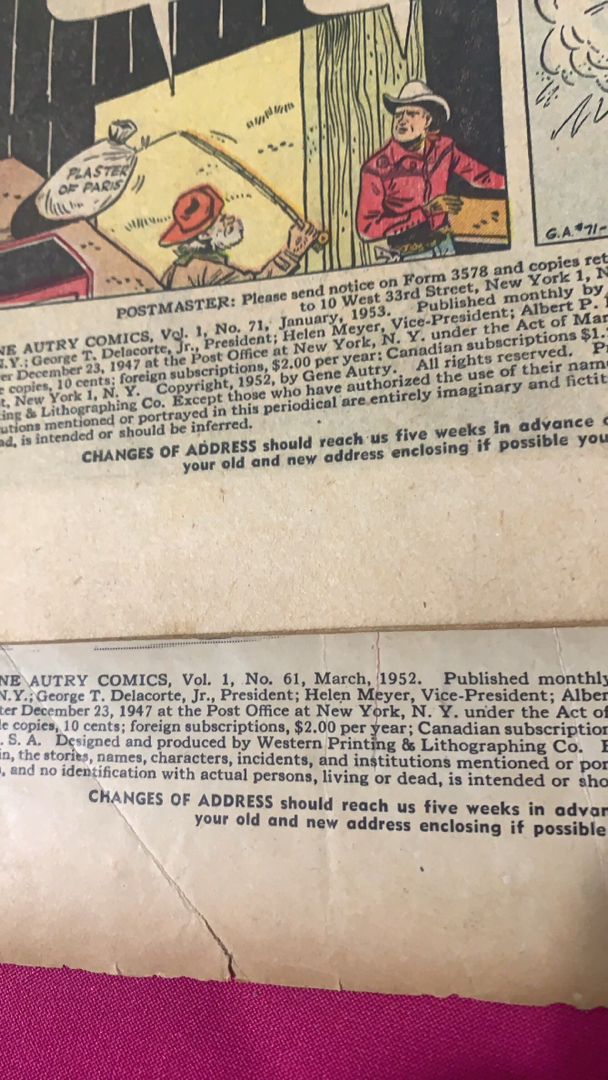 PLASTER
OF PARIS
G.A.#71-
POSTMASTER: Please send notice on Form 3578 and copies ret
to 10 West 33rd Street, New York 1, N
NE AUTRY COMICS, Vol. 1, No. 71, January, 1953. Published monthly by
N.Y.; George T. Delacorte, Jr., President; Helen Meyer, Vice-President; Albert P.
er December 23, 1947 at the Post Office at New York, N. Y. under the Act of Mar
e copies, 10 cents; foreign subscriptions, $2.00 per year; Canadian subscriptions $1.
t, New York 1, N. Y. Copyright, 1952, by Gene Autry. All rights reserved. P
ing & Lithographing Co. Except those who have authorized the use of their name
utions mentioned or portrayed in this periodical are entirely imaginary and fictit
ad, is intended or should be inferred.
CHANGES OF ADDRESS should reach us five weeks in advance o
your old and new address enclosing if possible you
NE AUTRY COMICS, Vol. 1, No. 61, March, 1952. Published monthly
N.Y.; George T. Delacorte, Jr., President; Helen Meyer, Vice-President; Alber
ter December 23, 1947 at the Post Office at New York, N. Y. under the Act of
le copies, 10 cents; foreign subscriptions, $2.00 per year; Canadian subscription
. S. A. Designed and produced by Western Printing & Lithographing Co. E
in, the stories, names, characters, incidents, and institutions mentioned or por
, and no identification with actual persons, living or dead, is intended or sho
CHANGES OF ADDRESS should reach us five weeks in advan
your old and new address enclosing if possible